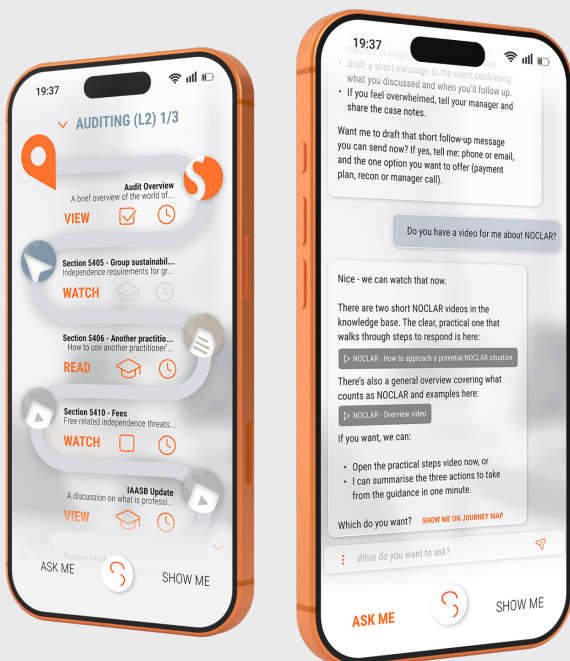 19:37
AUDITING (L2) 1/3
Audit Overview
A brief overview of the world of...
VIEW
Section 5405 - Group sustainabil...
Independence requirements for gr...
WATCH
Section 5406 - Another practitio...
How to use another practitioner'...
READ
Section 5410 - Fees
Free-related independence threats...
WATCH
IAASB Update
A discussion on what is professi...
VIEW
Section 5410
ASK ME
SHOW ME
19:37
• Draft a short message to the client confirming
what you discussed and when you'll follow up.
• If you feel overwhelmed, tell your manager and
share the case notes.
Want me to draft that short follow-up message
you can send now? If yes, tell me: phone or email,
and the one option you want to offer (payment
plan, recon or manager call).
Do you have a video for me about NOCLAR?
Nice - we can watch that now.
There are two short NOCLAR videos in the
knowledge base. The clear, practical one that
walks through steps to respond is here:
NOCLAR - How to approach a potential NOCLAR situation
There's also a general overview covering what
counts as NOCLAR and examples here:
NOCLAR - Overview video
If you want, we can:
• Open the practical steps video now, or
• I can summarise the three actions to take
from the guidance in one minute.
Which do you want? SHOW ME ON JOURNEY MAP
What do you want to ask?
ASK ME
SHOW ME